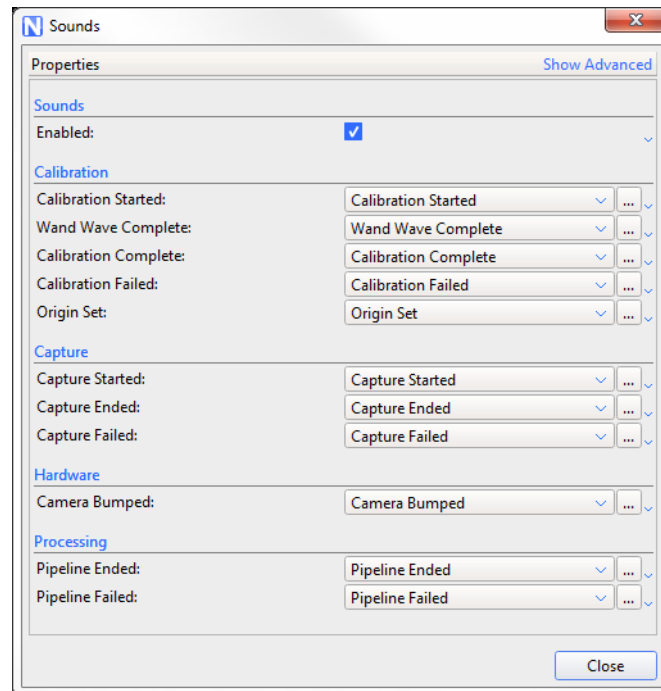 N Sounds
Properties Show Advanced
Sounds
Enabled:
Calibration
Calibration Started: Calibration Started ...
Wand Wave Complete: Wand Wave Complete ...
Calibration Complete: Calibration Complete ...
Calibration Failed: Calibration Failed ...
Origin Set: Origin Set ...
Capture
Capture Started: Capture Started ...
Capture Ended: Capture Ended ...
Capture Failed: Capture Failed ...
Hardware
Camera Bumped: Camera Bumped ...
Processing
Pipeline Ended: Pipeline Ended ...
Pipeline Failed: Pipeline Failed ...
Close